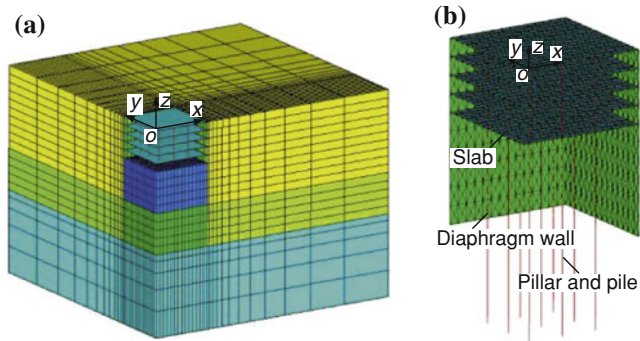 (a)
y
z
x
o
(b)
y
z
x
o
Slab
Diaphragm wall
Pillar and pile